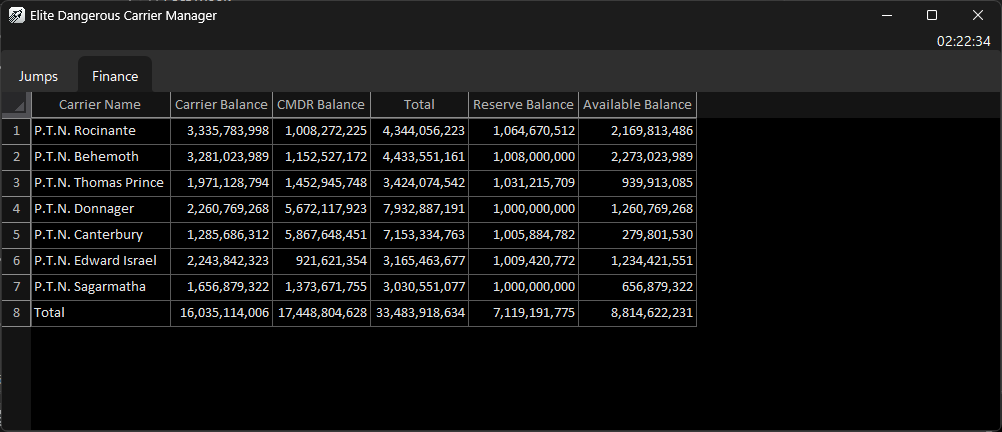 Elite Dangerous Carrier Manager
02:22:34
Jumps Finance
Carrier Name Carrier Balance CMDR Balance Total Reserve Balance Available Balance
1 P.T.N. Rocinante 3,335,783,998 1,008,272,225 4,344,056,223 1,064,670,512 2,169,813,486
2 P.T.N. Behemoth 3,281,023,989 1,152,527,172 4,433,551,161 1,008,000,000 2,273,023,989
3 P.T.N. Thomas Prince 1,971,128,794 1,452,945,748 3,424,074,542 1,031,215,709 939,913,085
4 P.T.N. Donnager 2,260,769,268 5,672,117,923 7,932,887,191 1,000,000,000 1,260,769,268
5 P.T.N. Canterbury 1,285,686,312 5,867,648,451 7,153,334,763 1,005,884,782 279,801,530
6 P.T.N. Edward Israel 2,243,842,323 921,621,354 3,165,463,677 1,009,420,772 1,234,421,551
7 P.T.N. Sagarmatha 1,656,879,322 1,373,671,755 3,030,551,077 1,000,000,000 656,879,322
8 Total 16,035,114,006 17,448,804,628 33,483,918,634 7,119,191,775 8,814,622,231